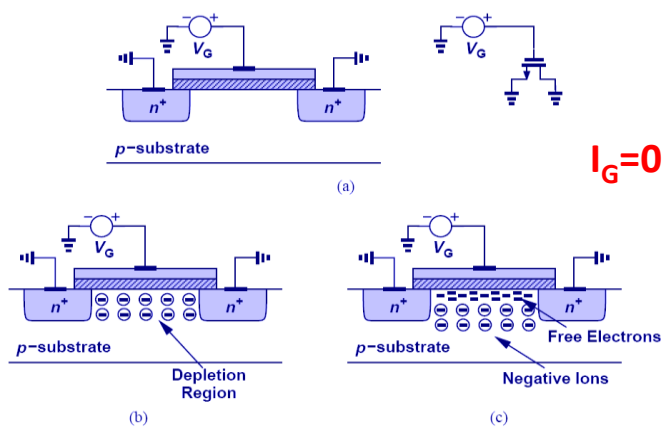 − + − +
V_G V_G
n+ n+
p−substrate
I_G=0
(a)
− + − +
V_G V_G
n+ n+ n+ n+
Free Electrons
p−substrate p−substrate
Depletion
Region
Negative Ions
(b) (c)